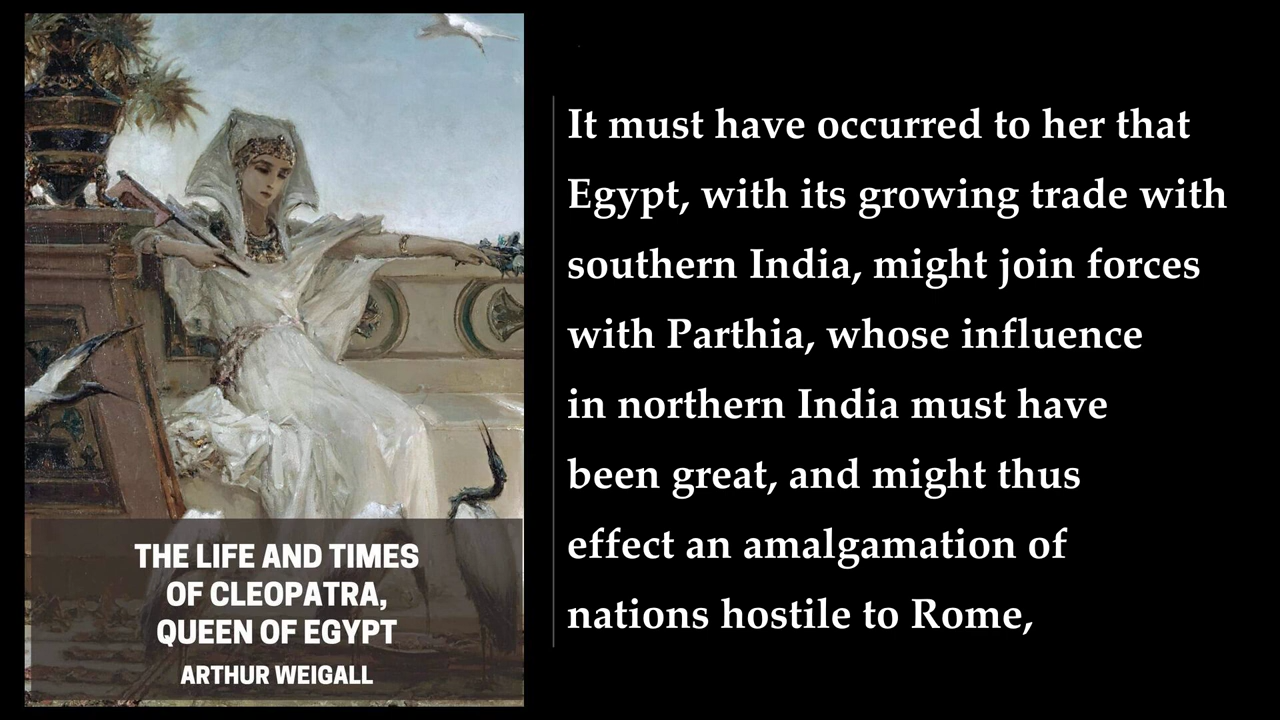 THE LIFE AND TIMES
OF CLEOPATRA,
QUEEN OF EGYPT
ARTHUR WEIGALL
It must have occurred to her that
Egypt, with its growing trade with
southern India, might join forces
with Parthia, whose influence
in northern India must have
been great, and might thus
effect an amalgamation of
nations hostile to Rome,